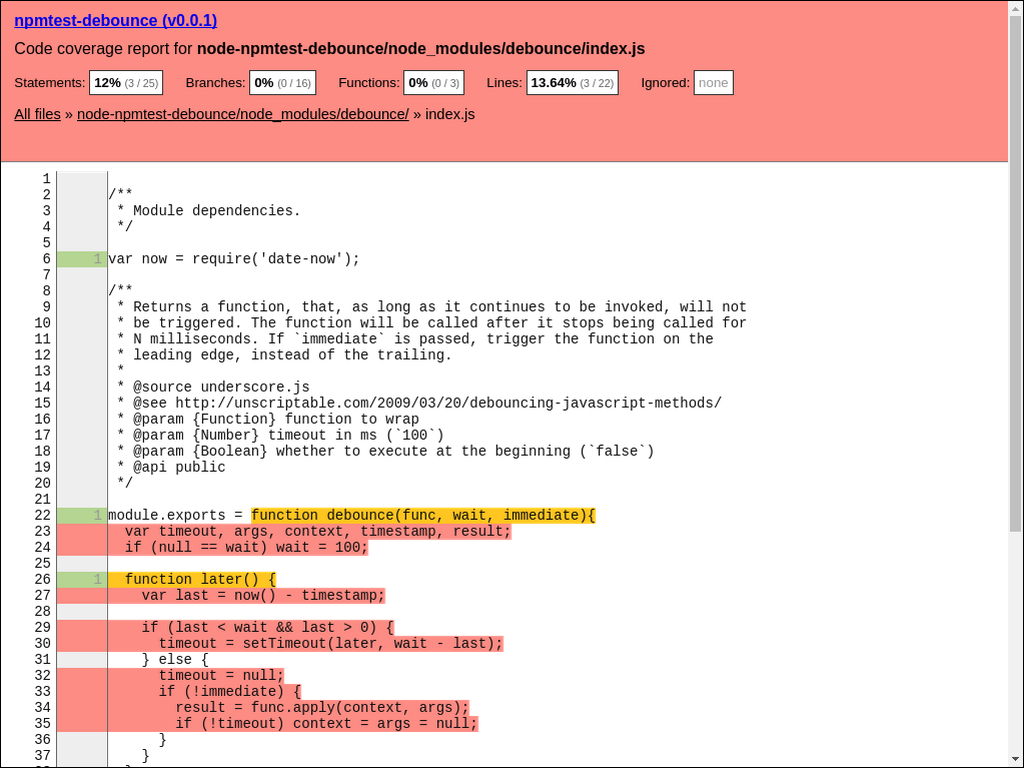 npmtest-debounce (v0.0.1)
Code coverage report for node-npmtest-debounce/node_modules/debounce/index.js
Statements: 12% (3 / 25) Branches: 0% (0 / 16) Functions: 0% (0 / 3) Lines: 13.64% (3 / 22) Ignored: none
All files » node-npmtest-debounce/node_modules/debounce/ » index.js
1
2 /**
3  * Module dependencies.
4  */
5
6 1 var now = require('date-now');
7
8 /**
9  * Returns a function, that, as long as it continues to be invoked, will not
10  * be triggered. The function will be called after it stops being called for
11  * N milliseconds. If `immediate` is passed, trigger the function on the
12  * leading edge, instead of the trailing.
13  *
14  * @source underscore.js
15  * @see http://unscriptable.com/2009/03/20/debouncing-javascript-methods/
16  * @param {Function} function to wrap
17  * @param {Number} timeout in ms (`100`)
18  * @param {Boolean} whether to execute at the beginning (`false`)
19  * @api public
20  */
21
22 1 module.exports = function debounce(func, wait, immediate){
23   var timeout, args, context, timestamp, result;
24   if (null == wait) wait = 100;
25
26 1   function later() {
27     var last = now() - timestamp;
28
29     if (last < wait && last > 0) {
30       timeout = setTimeout(later, wait - last);
31     } else {
32       timeout = null;
33       if (!immediate) {
34         result = func.apply(context, args);
35         if (!timeout) context = args = null;
36       }
37     }